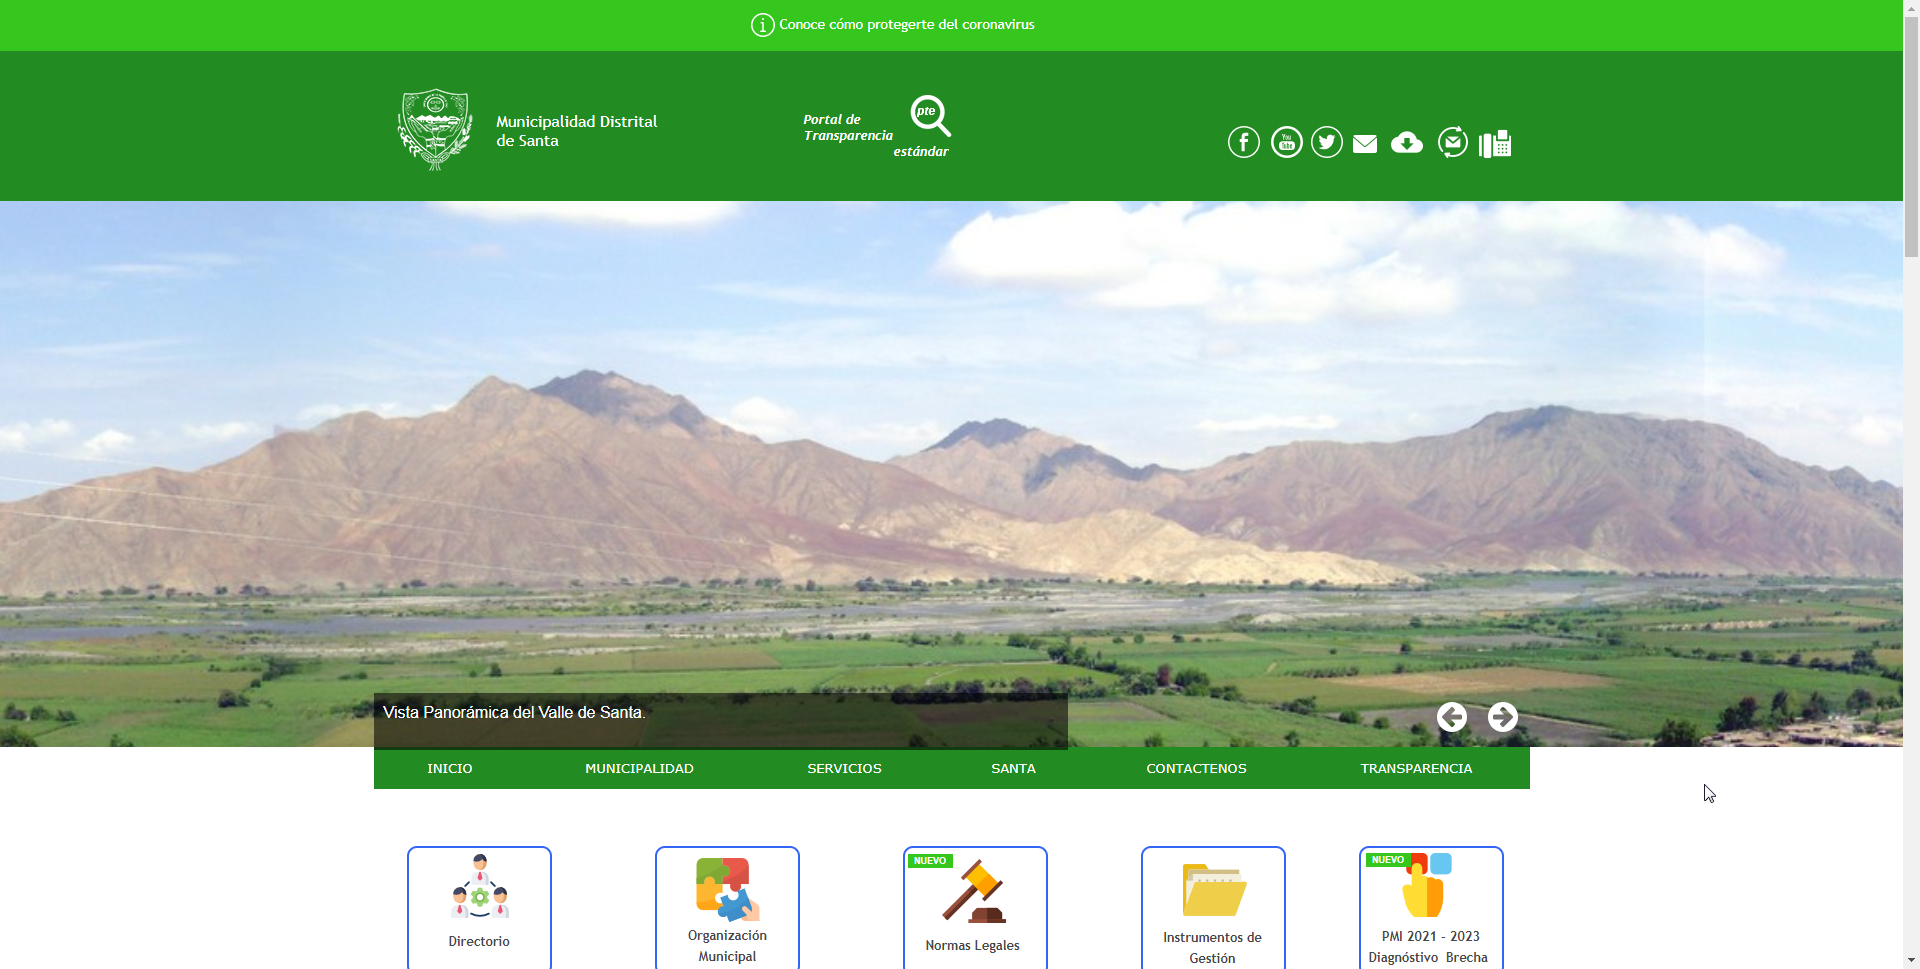 Conoce cómo protegerte del coronavirus
Municipalidad Distrital
de Santa
Portal de
Transparencia
estándar
pte
You
Tube
Vista Panorámica del Valle de Santa.
INICIO
MUNICIPALIDAD
SERVICIOS
SANTA
CONTACTENOS
TRANSPARENCIA
Directorio
Organización
Municipal
NUEVO
Normas Legales
Instrumentos de
Gestión
NUEVO
PMI 2021 - 2023
Diagnóstivo Brecha